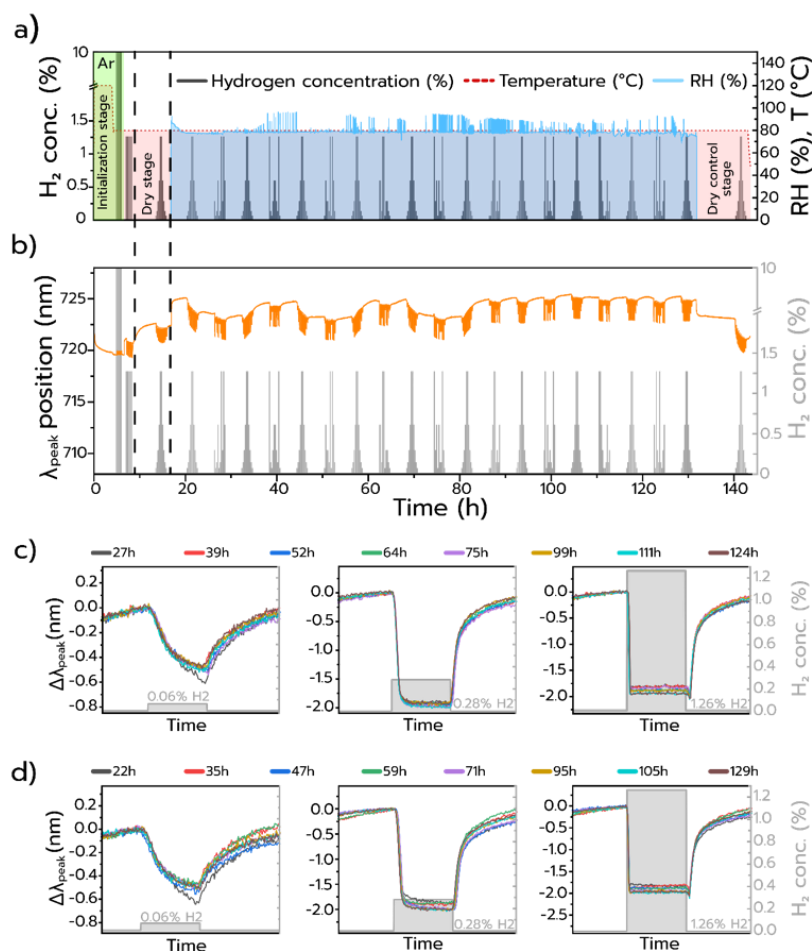 a)
10
1.5
1
0.5
0
H₂ conc. (%)
Ar
Initialization stage
Dry stage
Hydrogen concentration (%)
Temperature (°C)
RH (%)
Dry control stage
140
120
100
80
60
40
20
0
RH (%), T (°C)
b)
725
720
715
710
λpeak position (nm)
10
1.5
1
0.5
0
H₂ conc. (%)
0 20 40 60 80 100 120 140
Time (h)
c)
27h 39h 52h 64h 75h 99h 111h 124h
Δλpeak(nm)
0.2
0.0
-0.2
-0.4
-0.6
-0.8
0.06% H2
Time
0.0
-0.5
-1.0
-1.5
-2.0
0.28% H2
Time
0.0
-0.5
-1.0
-1.5
-2.0
1.26% H2
Time
1.2
1.0
0.8
0.6
0.4
0.2
0.0
H₂ conc. (%)
d)
22h 35h 47h 59h 71h 95h 105h 129h
Δλpeak(nm)
0.2
0.0
-0.2
-0.4
-0.6
-0.8
0.06% H2
Time
0.0
-0.5
-1.0
-1.5
-2.0
0.28% H2
Time
0.0
-0.5
-1.0
-1.5
-2.0
-2.5
1.26% H2
Time
1.2
1.0
0.8
0.6
0.4
0.2
0.0
H₂ conc. (%)